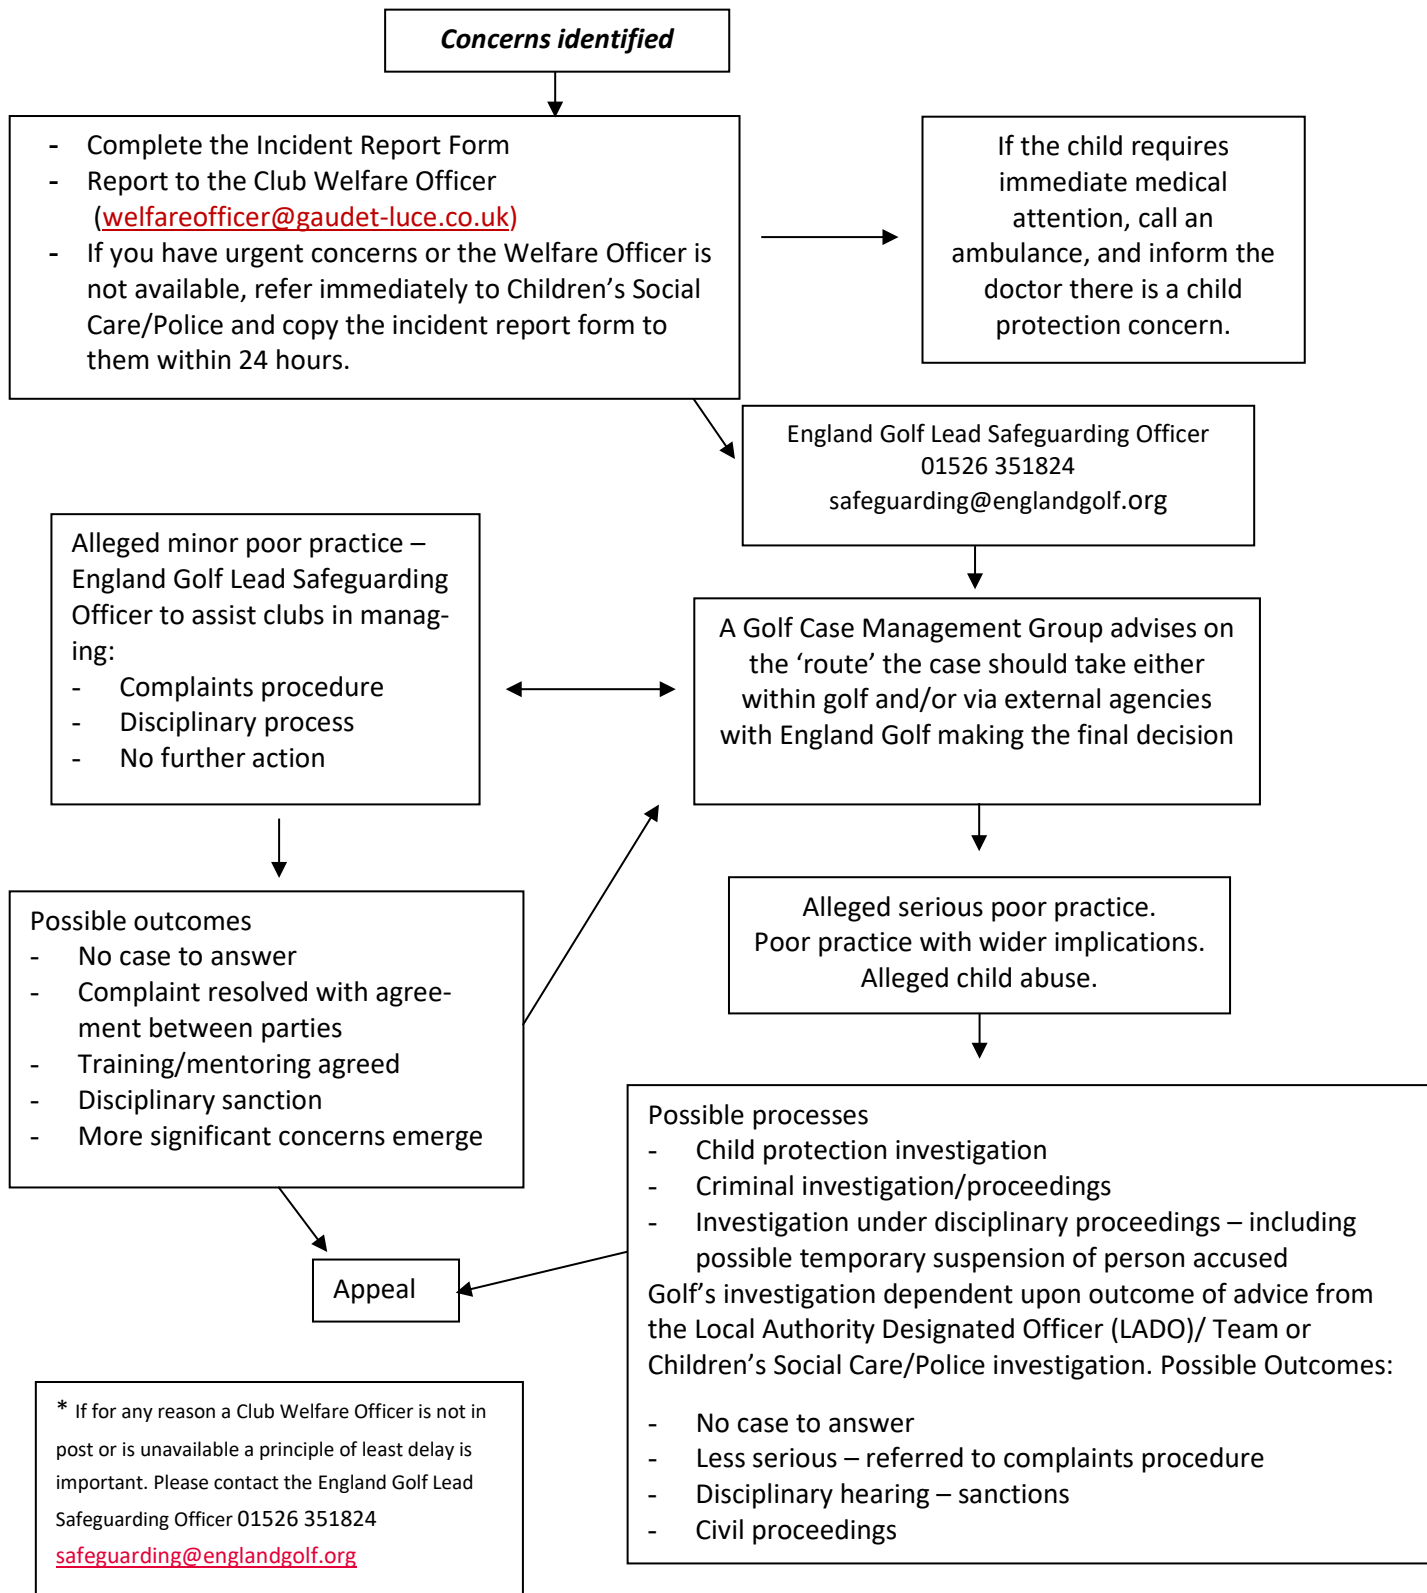 Concerns identified
- Complete the Incident Report Form
- Report to the Club Welfare Officer
(welfareofficer@gaudet-luce.co.uk)
- If you have urgent concerns or the Welfare Officer is
not available, refer immediately to Children’s Social
Care/Police and copy the incident report form to
them within 24 hours.
If the child requires
immediate medical
attention, call an
ambulance, and inform the
doctor there is a child
protection concern.
England Golf Lead Safeguarding Officer
01526 351824
safeguarding@englandgolf.org
Alleged minor poor practice –
England Golf Lead Safeguarding
Officer to assist clubs in manag-
ing:
- Complaints procedure
- Disciplinary process
- No further action
A Golf Case Management Group advises on
the ‘route’ the case should take either
within golf and/or via external agencies
with England Golf making the final decision
Possible outcomes
- No case to answer
- Complaint resolved with agree-
ment between parties
- Training/mentoring agreed
- Disciplinary sanction
- More significant concerns emerge
Alleged serious poor practice.
Poor practice with wider implications.
Alleged child abuse.
Possible processes
- Child protection investigation
- Criminal investigation/proceedings
- Investigation under disciplinary proceedings – including
possible temporary suspension of person accused
Golf’s investigation dependent upon outcome of advice from
the Local Authority Designated Officer (LADO)/ Team or
Children’s Social Care/Police investigation. Possible Outcomes:
- No case to answer
- Less serious – referred to complaints procedure
- Disciplinary hearing – sanctions
- Civil proceedings
Appeal
* If for any reason a Club Welfare Officer is not in
post or is unavailable a principle of least delay is
important. Please contact the England Golf Lead
Safeguarding Officer 01526 351824
safeguarding@englandgolf.org